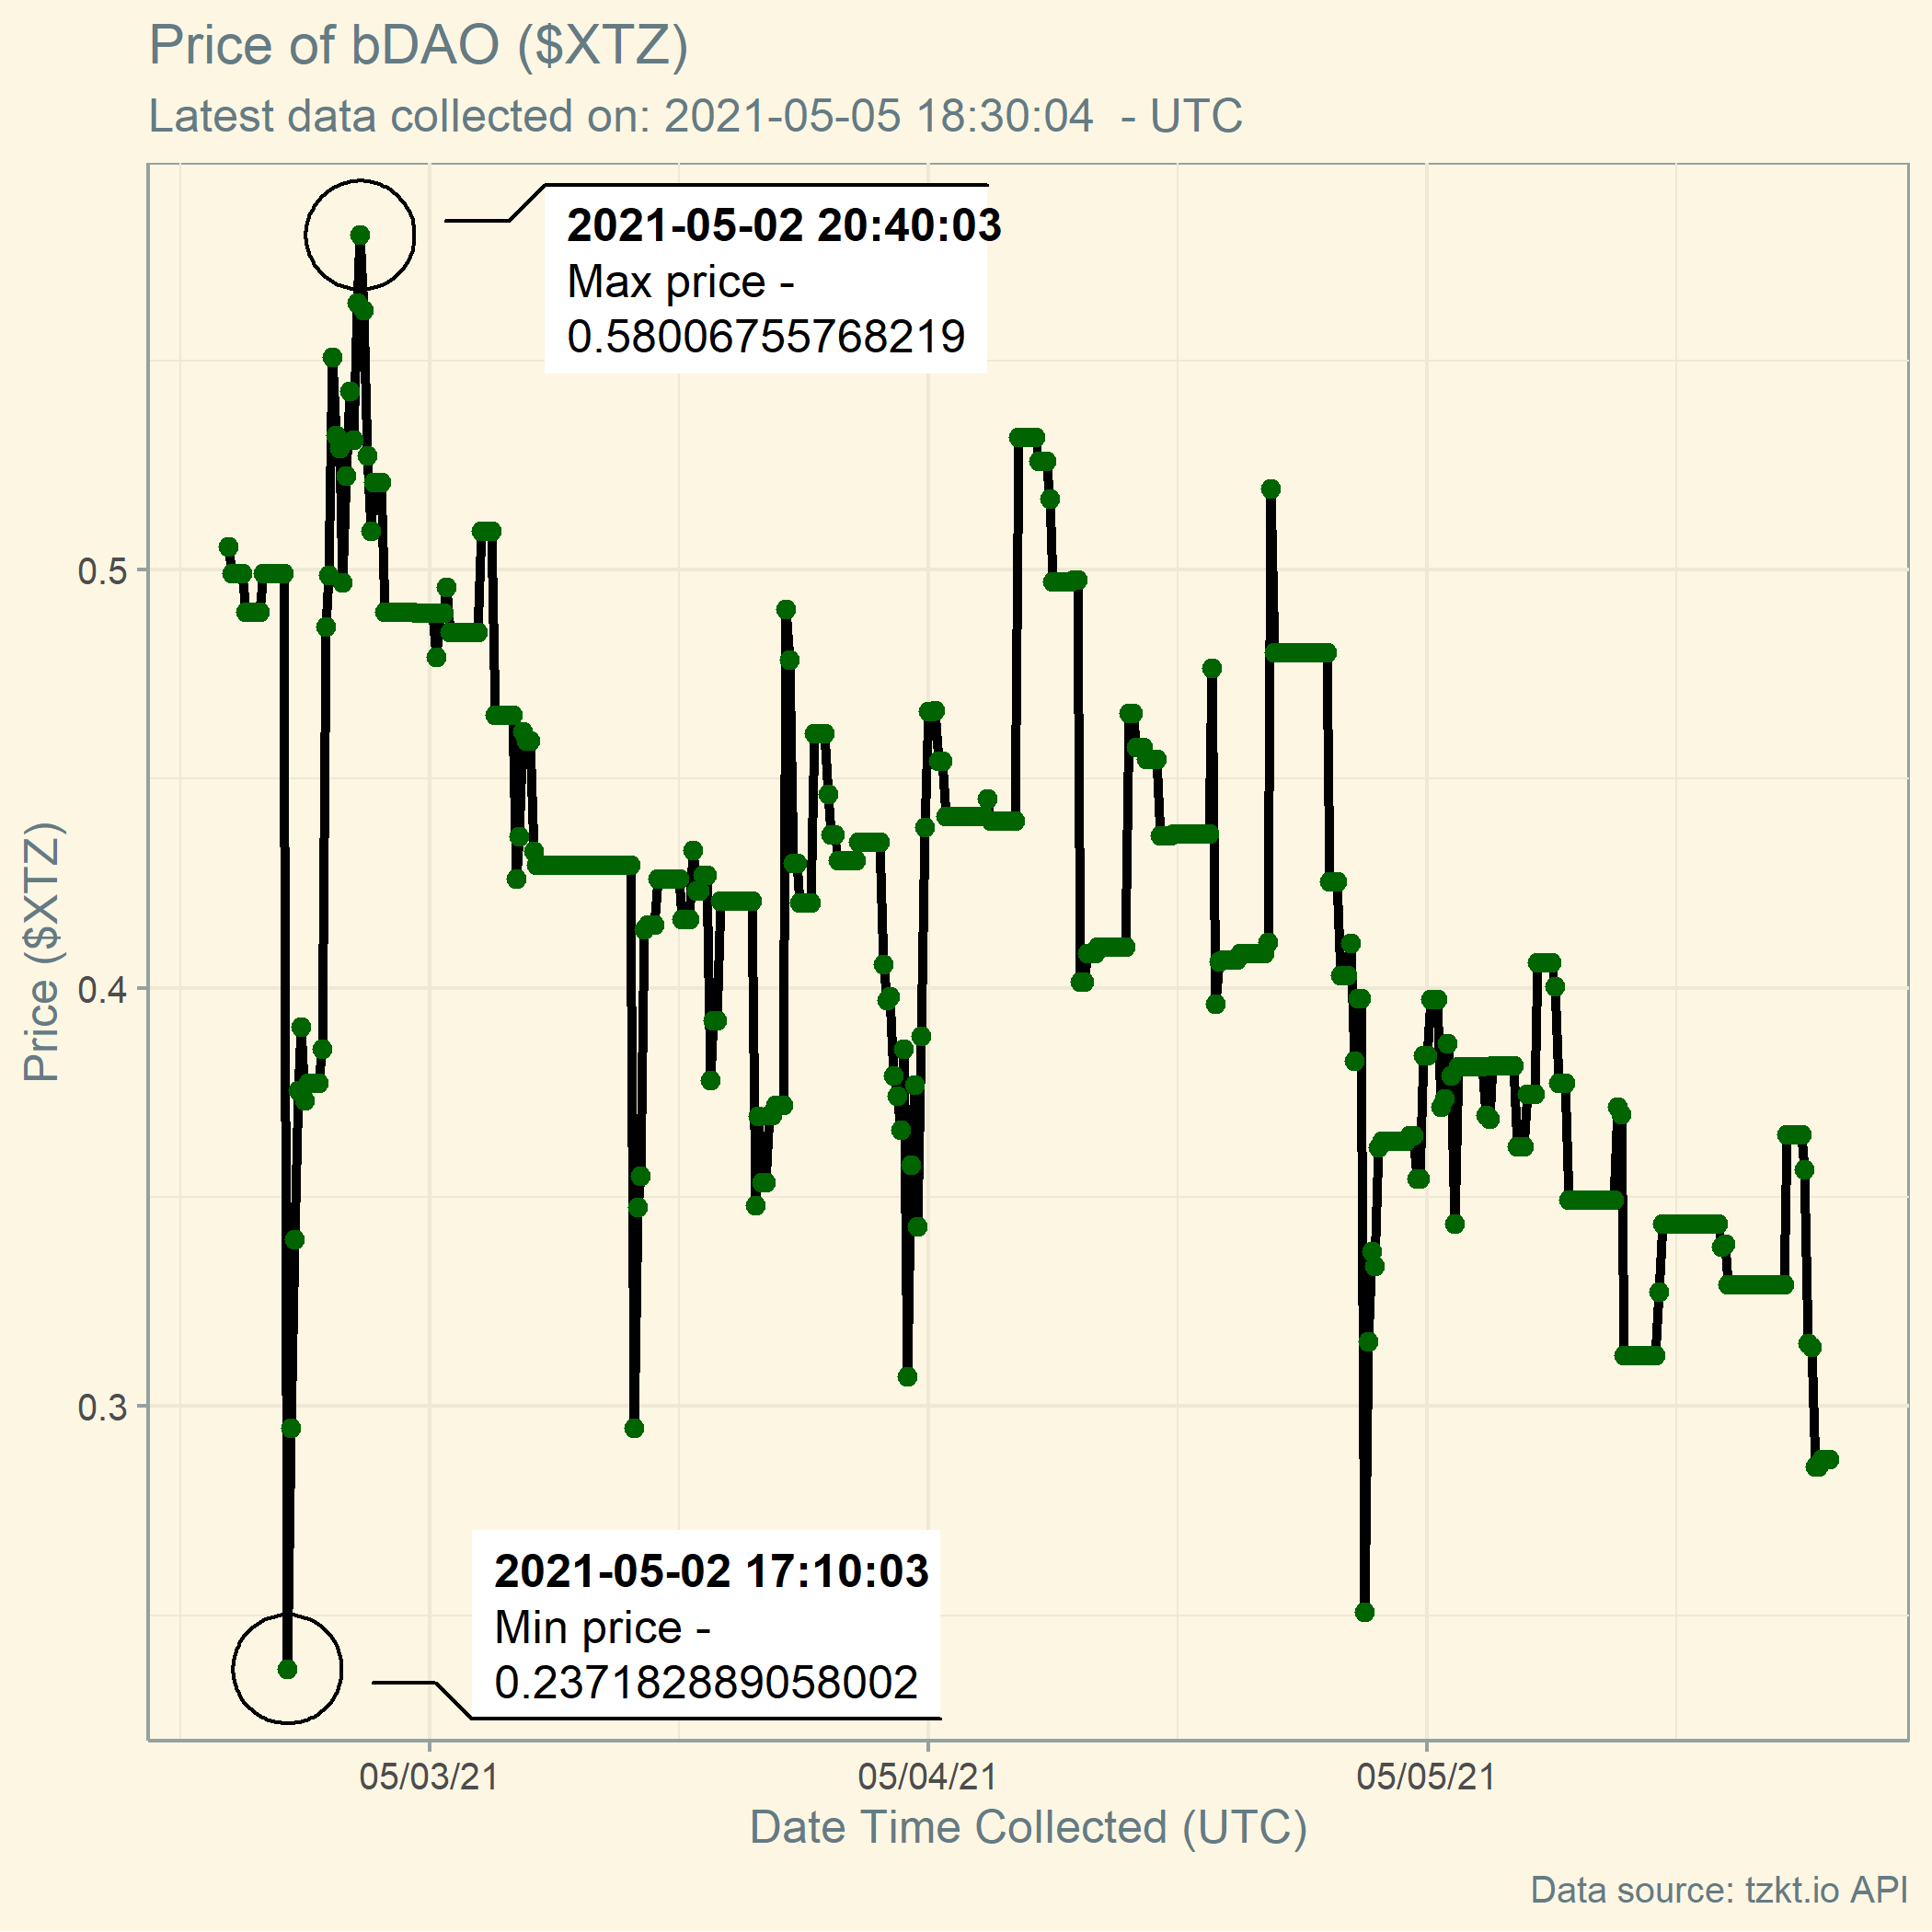 Price of bDAO ($XTZ)
Latest data collected on: 2021-05-05 18:30:04  - UTC
2021-05-02 20:40:03
Max price -
0.58006755768219
0.5
0.4
0.3
Price ($XTZ)
2021-05-02 17:10:03
Min price -
0.237182889058002
05/03/21
05/04/21
05/05/21
Date Time Collected (UTC)
Data source: tzkt.io API